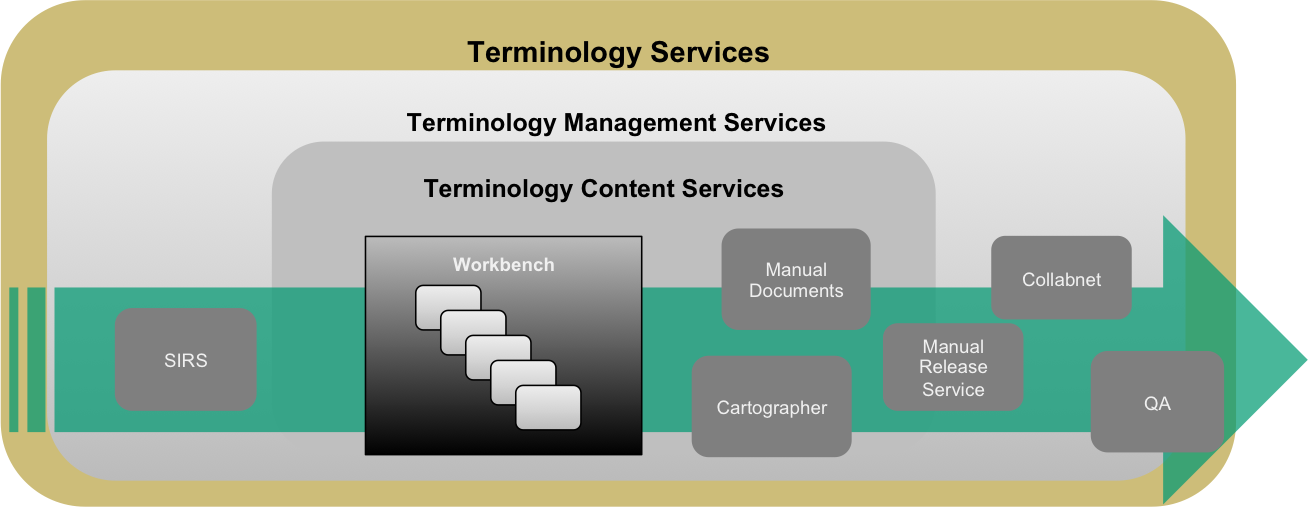 Terminology Services
Terminology Management Services
Terminology Content Services
Workbench
SIRS
Manual
Documents
Cartographer
Manual
Release
Service
Collabnet
QA